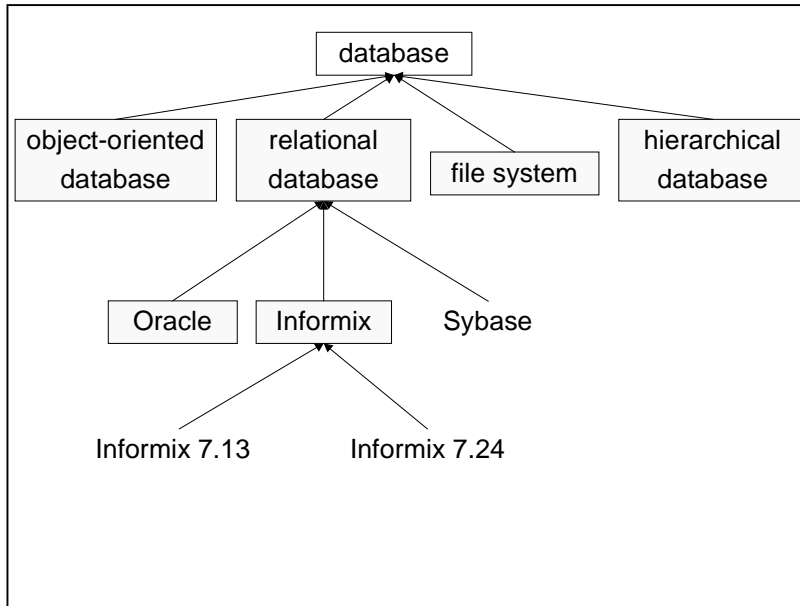 database
object-oriented
database
relational
database
file system
hierarchical
database
Oracle
Informix
Sybase
Informix 7.13
Informix 7.24